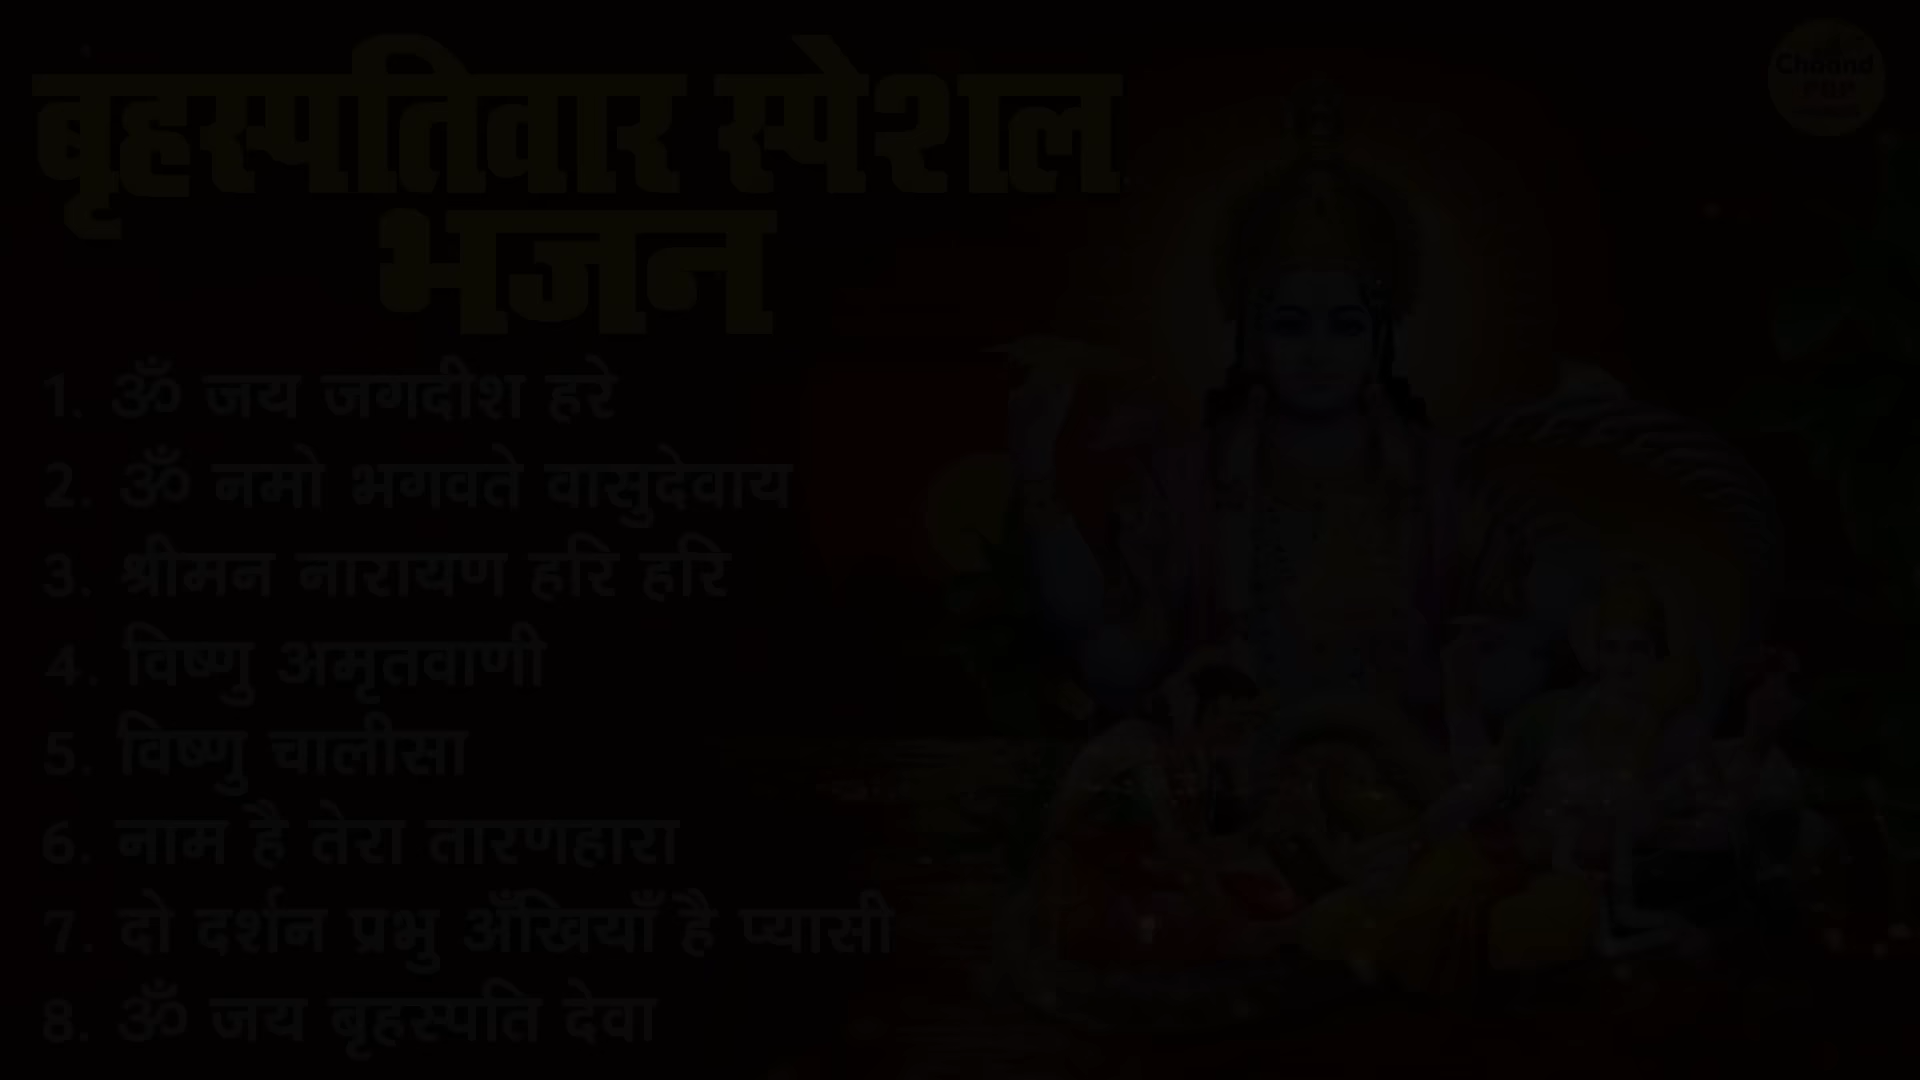 बृहस्पतिवार स्पेशल
भजन
1. ॐ जय जगदीश हरे
2. ॐ नमो भगवते वासुदेवाय
3. श्रीमन नारायण हरि हरि
4. विष्णु अमृतवाणी
5. विष्णु चालीसा
6. नाम है तेरा तारणहारा
7. दो दर्शन प्रभु अँखियाँ है प्यासी
8. ॐ जय बृहस्पति देवा
Chaand